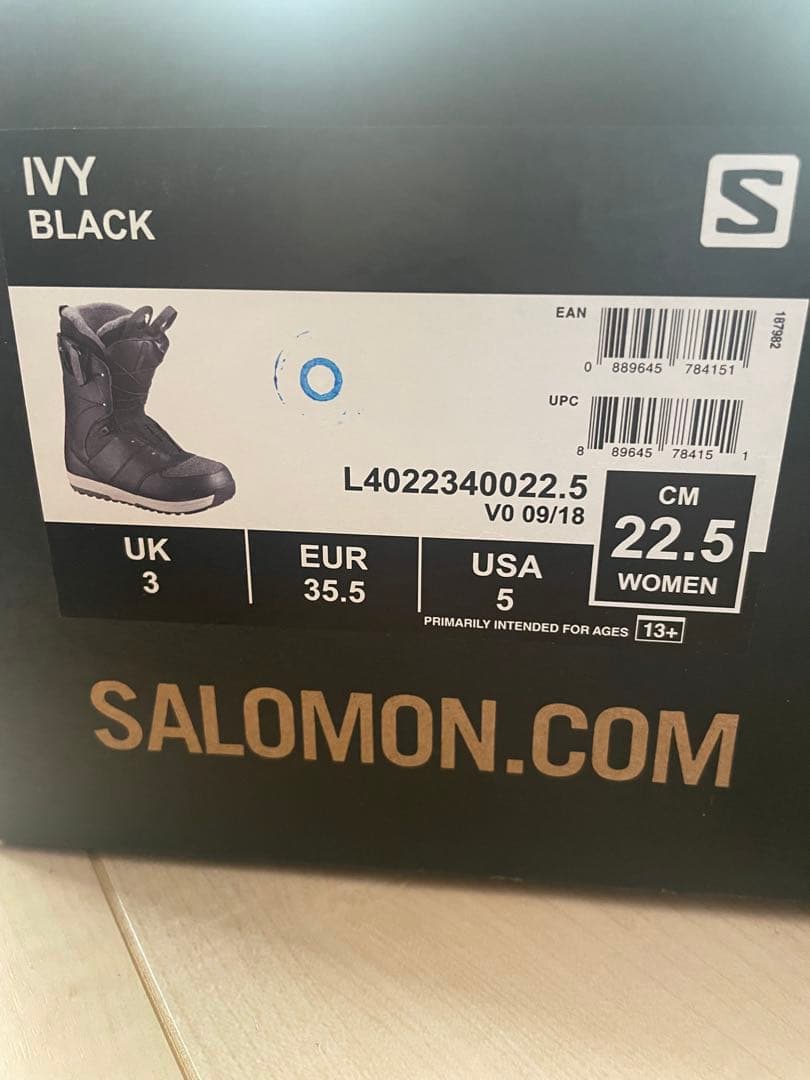 IVY
BLACK
S
EAN
0 889645 784151
187982
UPC
8 89645 78415 1
L4022340022.5
V0 09/18
CM
22.5
WOMEN
UK
3
EUR
35.5
USA
5
PRIMARILY INTENDED FOR AGES 13+
SALOMON.COM